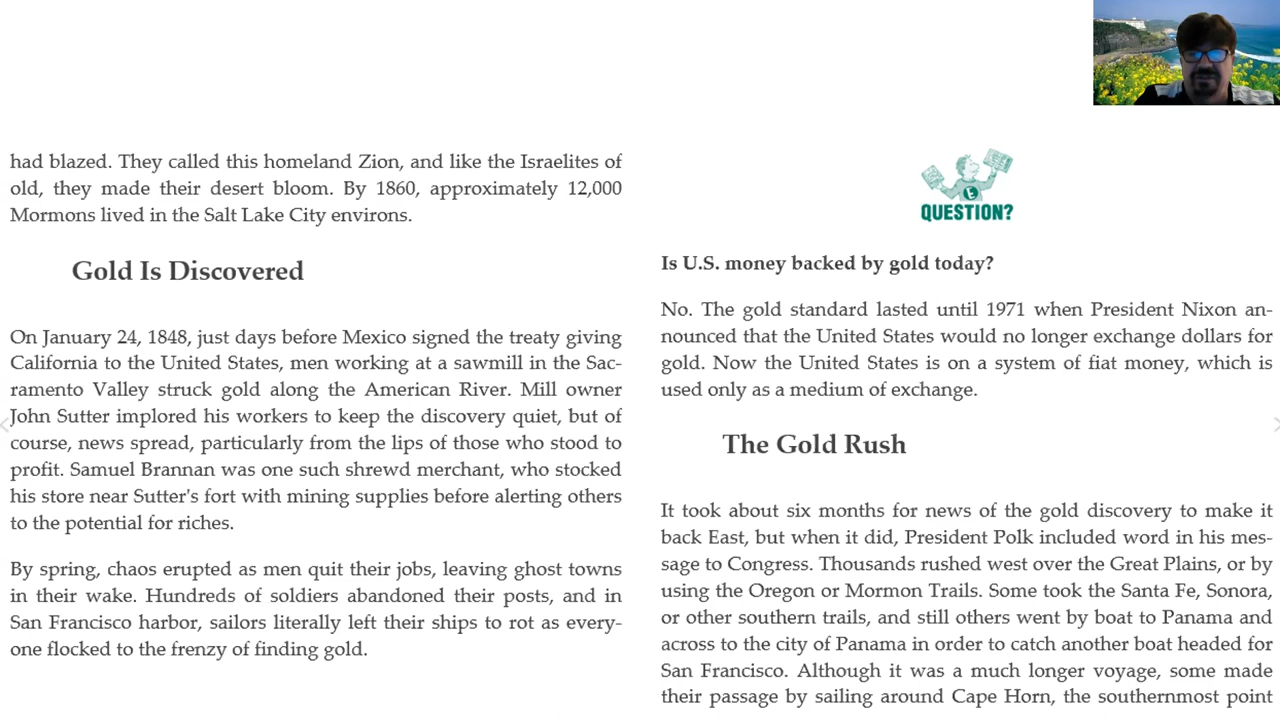 had blazed. They called this homeland Zion, and like the Israelites of
old, they made their desert bloom. By 1860, approximately 12,000
Mormons lived in the Salt Lake City environs.
Gold Is Discovered
On January 24, 1848, just days before Mexico signed the treaty giving
California to the United States, men working at a sawmill in the Sac-
ramento Valley struck gold along the American River. Mill owner
John Sutter implored his workers to keep the discovery quiet, but of
course, news spread, particularly from the lips of those who stood to
profit. Samuel Brannan was one such shrewd merchant, who stocked
his store near Sutter's fort with mining supplies before alerting others
to the potential for riches.
By spring, chaos erupted as men quit their jobs, leaving ghost towns
in their wake. Hundreds of soldiers abandoned their posts, and in
San Francisco harbor, sailors literally left their ships to rot as every-
one flocked to the frenzy of finding gold.
E
QUESTION?
Is U.S. money backed by gold today?
No. The gold standard lasted until 1971 when President Nixon an-
nounced that the United States would no longer exchange dollars for
gold. Now the United States is on a system of fiat money, which is
used only as a medium of exchange.
The Gold Rush
It took about six months for news of the gold discovery to make it
back East, but when it did, President Polk included word in his mes-
sage to Congress. Thousands rushed west over the Great Plains, or by
using the Oregon or Mormon Trails. Some took the Santa Fe, Sonora,
or other southern trails, and still others went by boat to Panama and
across to the city of Panama in order to catch another boat headed for
San Francisco. Although it was a much longer voyage, some made
their passage by sailing around Cape Horn, the southernmost point